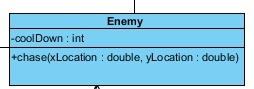 Enemy
-coolDown : int
+chase(xLocation : double, yLocation : double)